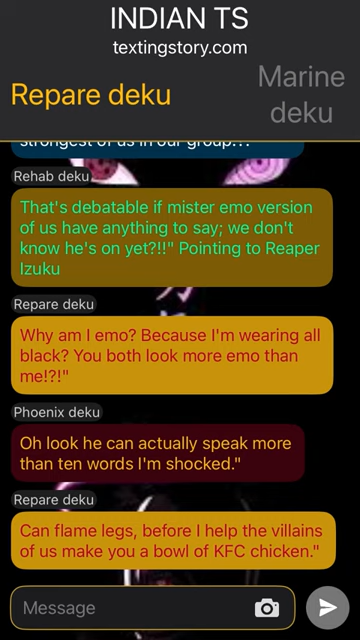 INDIAN TS
textingstory.com
Repare deku
Marine
deku
strongest of us in our group???
Rehab deku
That's debatable if mister emo version
of us have anything to say; we don't
know he's on yet?!!" Pointing to Reaper
Izuku
Repare deku
Why am I emo? Because I'm wearing all
black? You both look more emo than
me!?!"
Phoenix deku
Oh look he can actually speak more
than ten words I'm shocked."
Repare deku
Can flame legs, before I help the villains
of us make you a bowl of KFC chicken."
Message